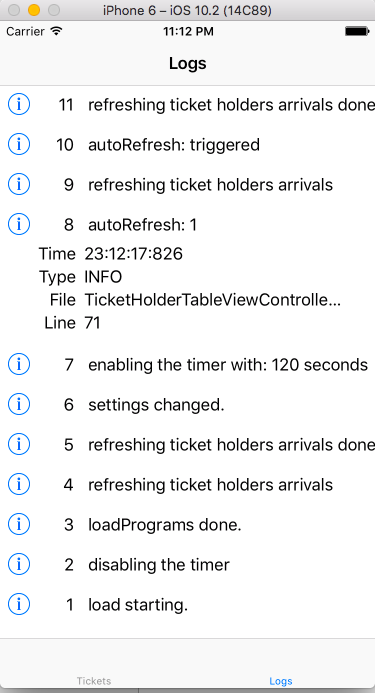 iPhone 6 – iOS 10.2 (14C89)
Carrier 11:12 PM
Logs
11 refreshing ticket holders arrivals done
10 autoRefresh: triggered
9 refreshing ticket holders arrivals
8 autoRefresh: 1
Time 23:12:17:826
Type INFO
File TicketHolderTableViewControlle...
Line 71
7 enabling the timer with: 120 seconds
6 settings changed.
5 refreshing ticket holders arrivals done
4 refreshing ticket holders arrivals
3 loadPrograms done.
2 disabling the timer
1 load starting.
Tickets Logs